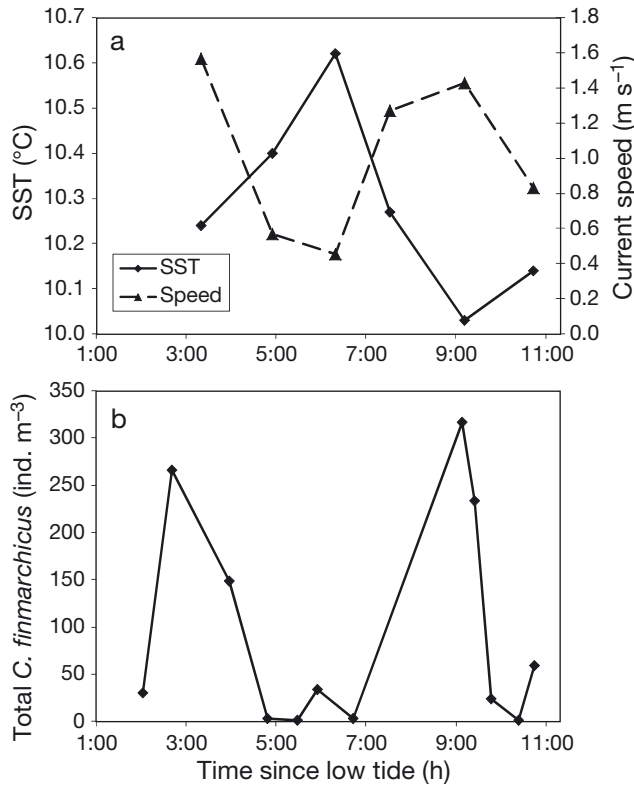 a
SST (°C)
10.7
10.6
10.5
10.4
10.3
10.2
10.1
10.0
SST
Speed
1.8
1.6
1.4
1.2
1.0
0.8
0.6
0.4
0.2
0.0
Current speed (m s⁻¹)
1:00 3:00 5:00 7:00 9:00 11:00
b
Total C. finmarchicus (ind. m⁻³)
350
300
250
200
150
100
50
0
1:00 3:00 5:00 7:00 9:00 11:00
Time since low tide (h)